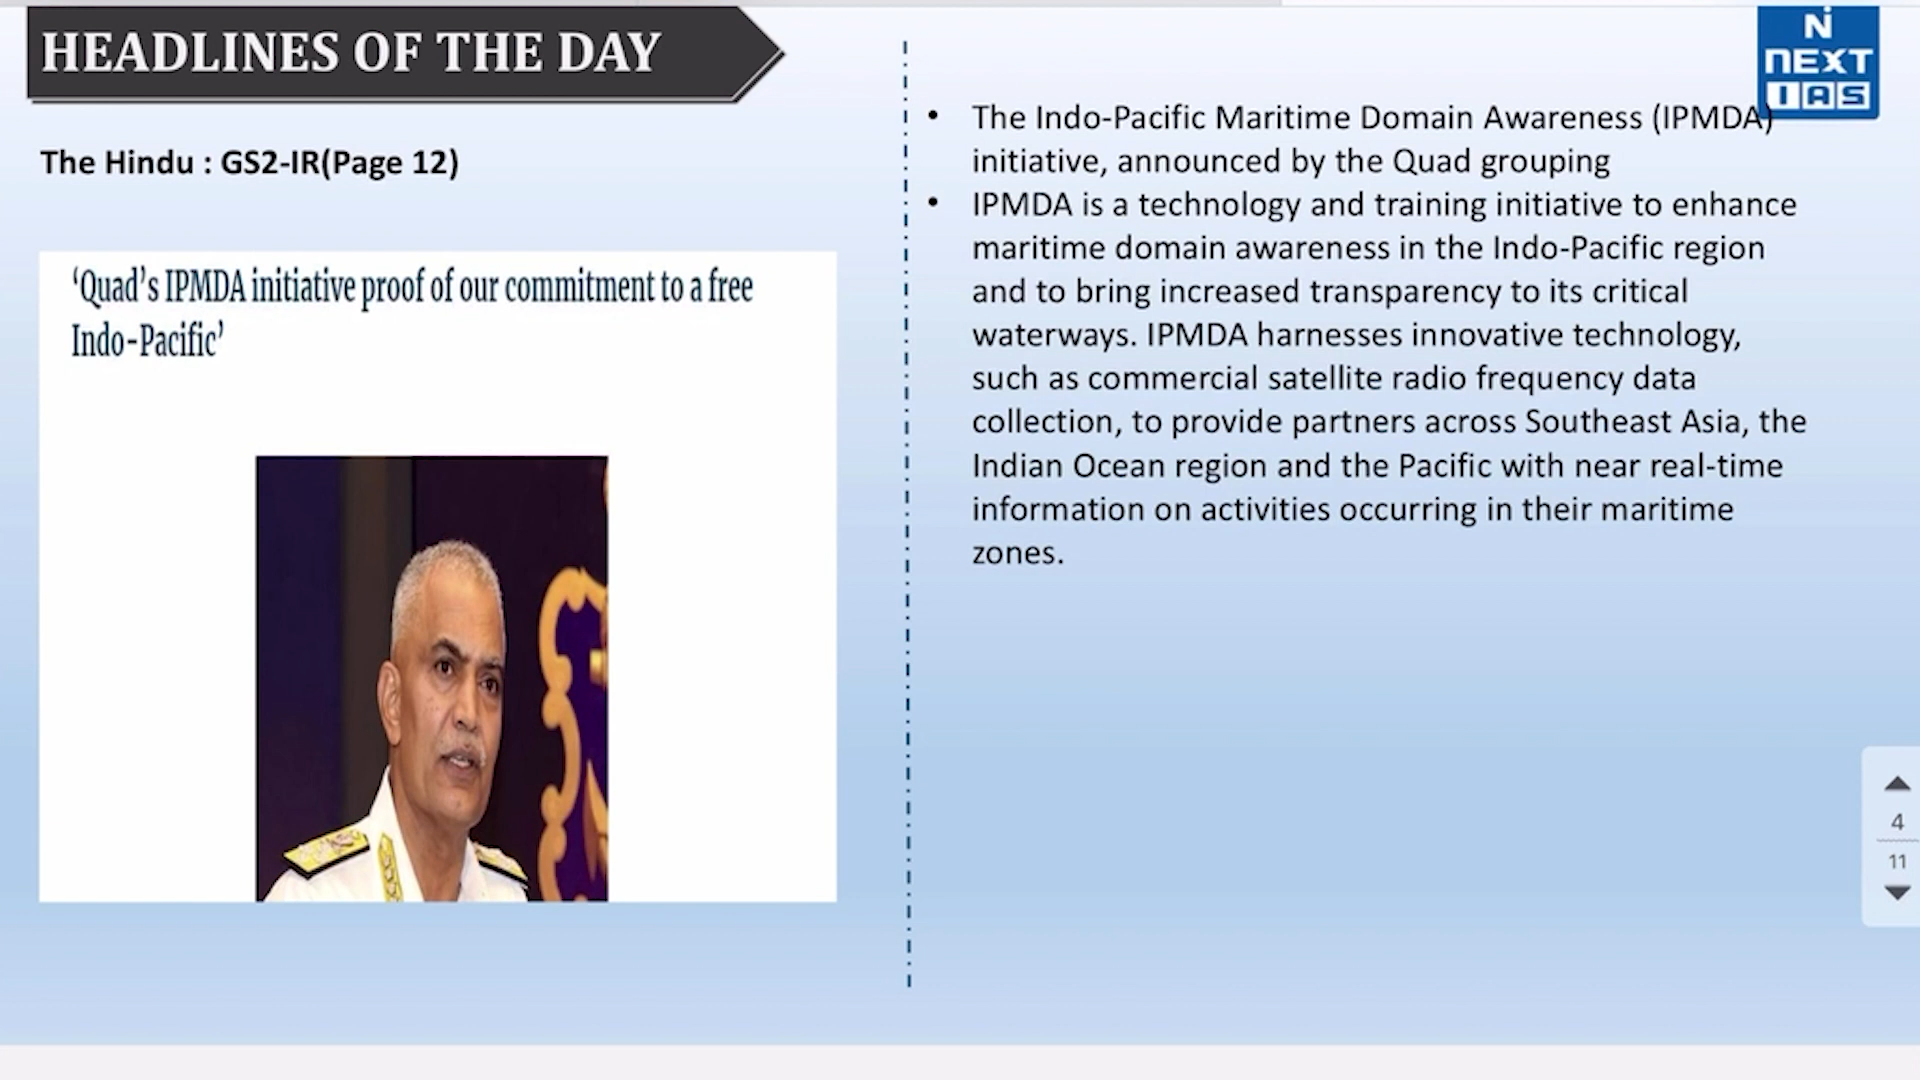 HEADLINES OF THE DAY
The Hindu : GS2-IR(Page 12)
‘Quad’s IPMDA initiative proof of our commitment to a free
Indo-Pacific’
N
NEXT
IAS
• The Indo-Pacific Maritime Domain Awareness (IPMDA)
initiative, announced by the Quad grouping
• IPMDA is a technology and training initiative to enhance
maritime domain awareness in the Indo-Pacific region
and to bring increased transparency to its critical
waterways. IPMDA harnesses innovative technology,
such as commercial satellite radio frequency data
collection, to provide partners across Southeast Asia, the
Indian Ocean region and the Pacific with near real-time
information on activities occurring in their maritime
zones.
4
11